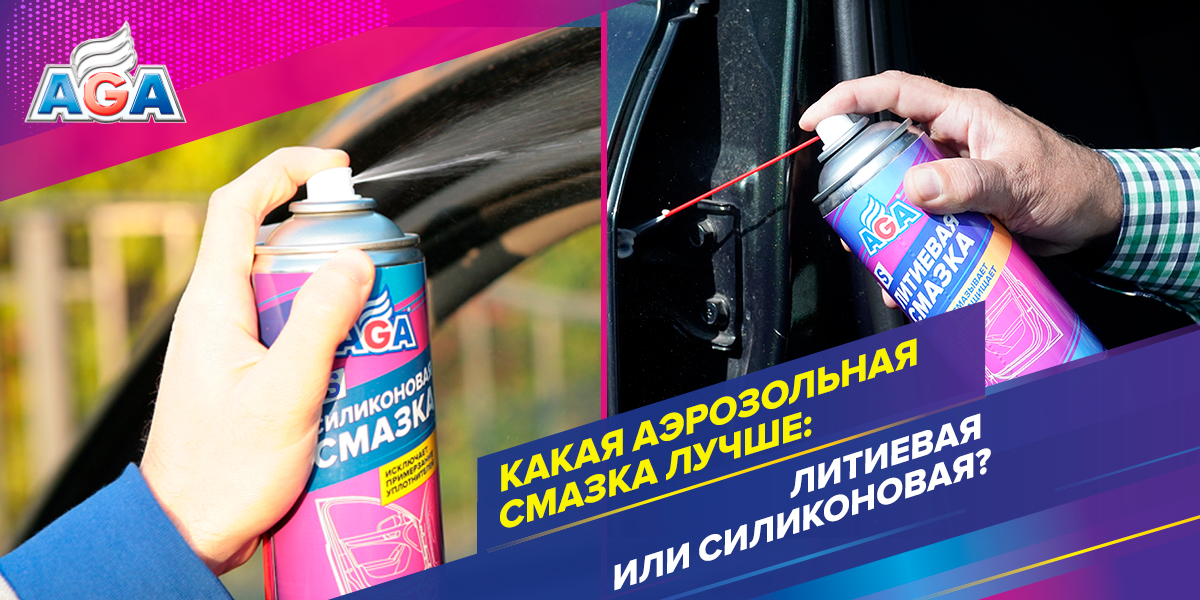 AGA
AGA
СИЛИКОНОВАЯ
СМАЗКА
ИСКЛЮЧАЕТ
ПРИМЕРЗАНИЕ
УПЛОТНИТЕЛЕЙ
AGA
ЛИТИЕВАЯ
СМАЗКА
КАКАЯ АЭРОЗОЛЬНАЯ
СМАЗКА ЛУЧШЕ:
ЛИТИЕВАЯ
ИЛИ СИЛИКОНОВАЯ?